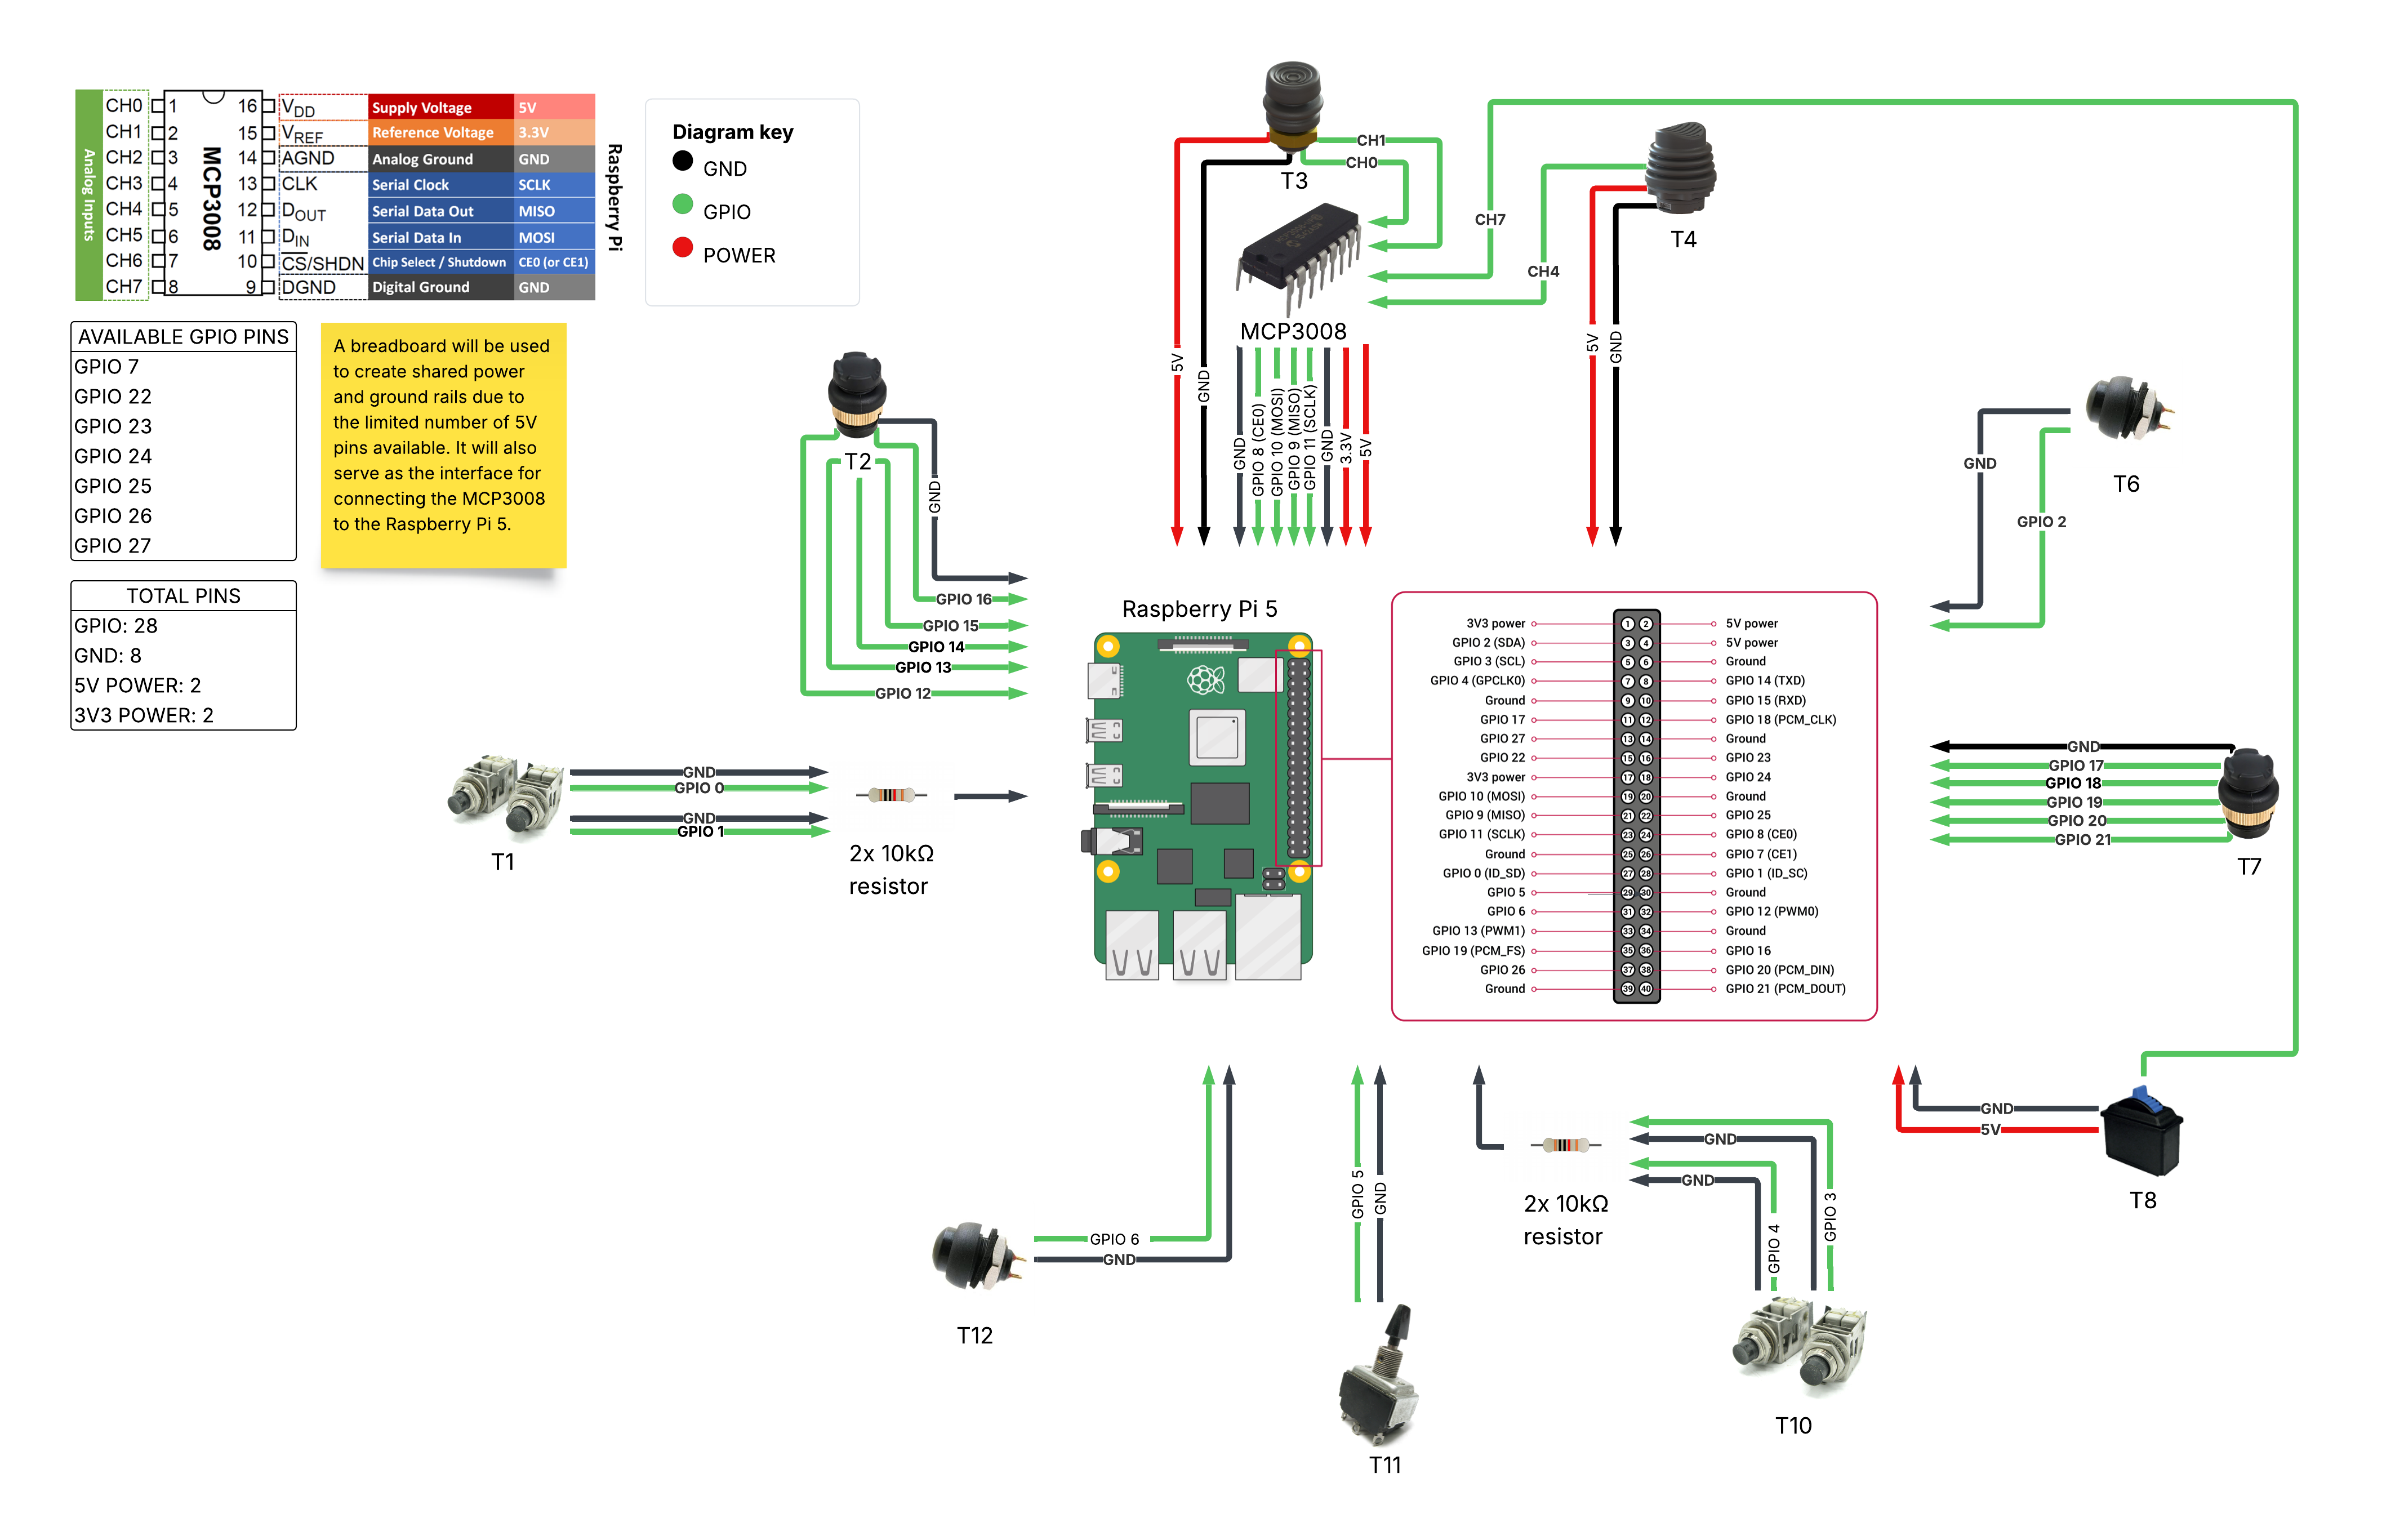 Analog Inputs
CH0 1 16 VDD Supply Voltage 5V
CH1 2 15 VREF Reference Voltage 3.3V
CH2 3 14 AGND Analog Ground GND
CH3 4 13 CLK Serial Clock SCLK
CH4 5 12 DOUT Serial Data Out MISO
CH5 6 11 DIN Serial Data In MOSI
CH6 7 10 CS/SHDN Chip Select / Shutdown CE0 (or CE1)
CH7 8 9 DGND Digital Ground GND
MCP3008
Raspberry Pi
Diagram key
GND
GPIO
POWER
AVAILABLE GPIO PINS
GPIO 7
GPIO 22
GPIO 23
GPIO 24
GPIO 25
GPIO 26
GPIO 27
A breadboard will be used
to create shared power
and ground rails due to
the limited number of 5V
pins available. It will also
serve as the interface for
connecting the MCP3008
to the Raspberry Pi 5.
TOTAL PINS
GPIO: 28
GND: 8
5V POWER: 2
3V3 POWER: 2
T3
CH1
CH0
5V
GND
MCP3008
GND
GPIO 8 (CE0)
GPIO 10 (MOSI)
GPIO 9 (MISO)
GPIO 11 (SCLK)
GND
3.3V
5V
CH7
CH4
T4
5V
GND
T2
GND
GPIO 16
GPIO 15
GPIO 14
GPIO 13
GPIO 12
T6
GND
GPIO 2
T1
GND
GPIO 0
GND
GPIO 1
2x 10kΩ
resistor
Raspberry Pi 5
3V3 power 1 2 5V power
GPIO 2 (SDA) 3 4 5V power
GPIO 3 (SCL) 5 6 Ground
GPIO 4 (GPCLK0) 7 8 GPIO 14 (TXD)
Ground 9 10 GPIO 15 (RXD)
GPIO 17 11 12 GPIO 18 (PCM_CLK)
GPIO 27 13 14 Ground
GPIO 22 15 16 GPIO 23
3V3 power 17 18 GPIO 24
GPIO 10 (MOSI) 19 20 Ground
GPIO 9 (MISO) 21 22 GPIO 25
GPIO 11 (SCLK) 23 24 GPIO 8 (CE0)
Ground 25 26 GPIO 7 (CE1)
GPIO 0 (ID_SD) 27 28 GPIO 1 (ID_SC)
GPIO 5 29 30 Ground
GPIO 6 31 32 GPIO 12 (PWM0)
GPIO 13 (PWM1) 33 34 Ground
GPIO 19 (PCM_FS) 35 36 GPIO 16
GPIO 26 37 38 GPIO 20 (PCM_DIN)
Ground 39 40 GPIO 21 (PCM_DOUT)
GND
GPIO 17
GPIO 18
GPIO 19
GPIO 20
GPIO 21
T7
GND
5V
T8
GPIO 6
GND
T12
GPIO 5
GND
T11
2x 10kΩ
resistor
GND
GND
GPIO 4
GPIO 3
T10